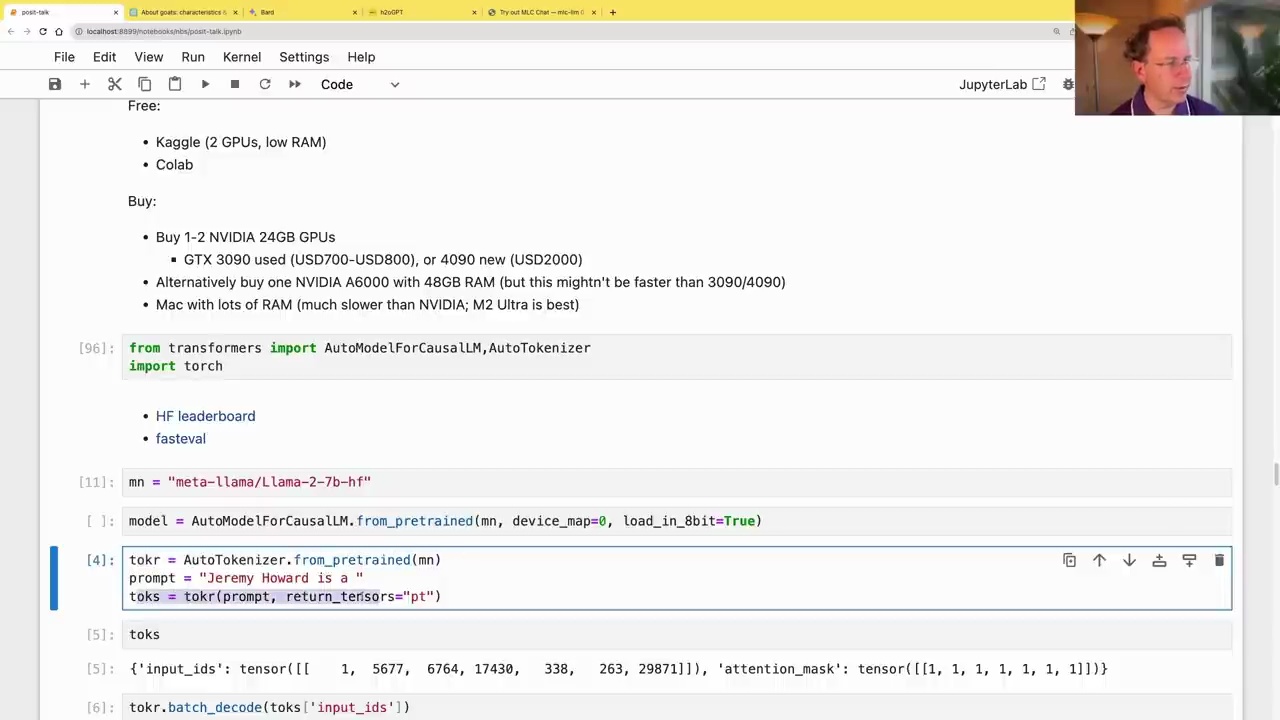 posit-talk
About goats: characteristics &
Bard
h2oGPT
Try out MLC Chat — mlc-llm
localhost:8899/notebooks/nbs/posit-talk.ipynb
File Edit View Run Kernel Settings Help
Code
JupyterLab
Free:
• Kaggle (2 GPUs, low RAM)
• Colab
Buy:
• Buy 1-2 NVIDIA 24GB GPUs
▪ GTX 3090 used (USD700-USD800), or 4090 new (USD2000)
• Alternatively buy one NVIDIA A6000 with 48GB RAM (but this mightn't be faster than 3090/4090)
• Mac with lots of RAM (much slower than NVIDIA; M2 Ultra is best)
[96]: from transformers import AutoModelForCausalLM,AutoTokenizer
import torch
• HF leaderboard
• fasteval
[11]: mn = "meta-llama/Llama-2-7b-hf"
[ ]: model = AutoModelForCausalLM.from_pretrained(mn, device_map=0, load_in_8bit=True)
[4]: tokr = AutoTokenizer.from_pretrained(mn)
prompt = "Jeremy Howard is a "
toks = tokr(prompt, return_tensors="pt")
[5]: toks
[5]: {'input_ids': tensor([[ 1, 5677, 6764, 17430, 338, 263, 29871]]), 'attention_mask': tensor([[1, 1, 1, 1, 1, 1, 1]])}
[6]: tokr.batch_decode(toks['input_ids'])